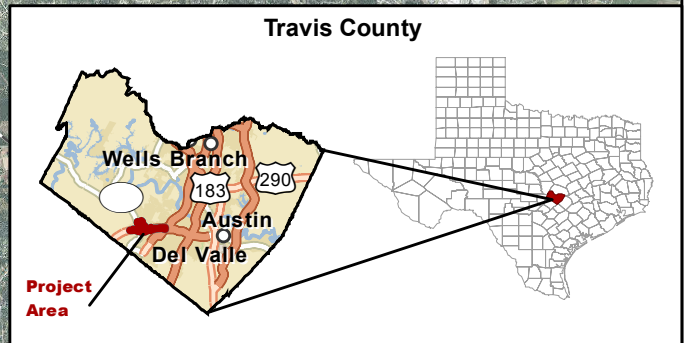 Travis County
Wells Branch
183
290
Austin
Del Valle
Project
Area